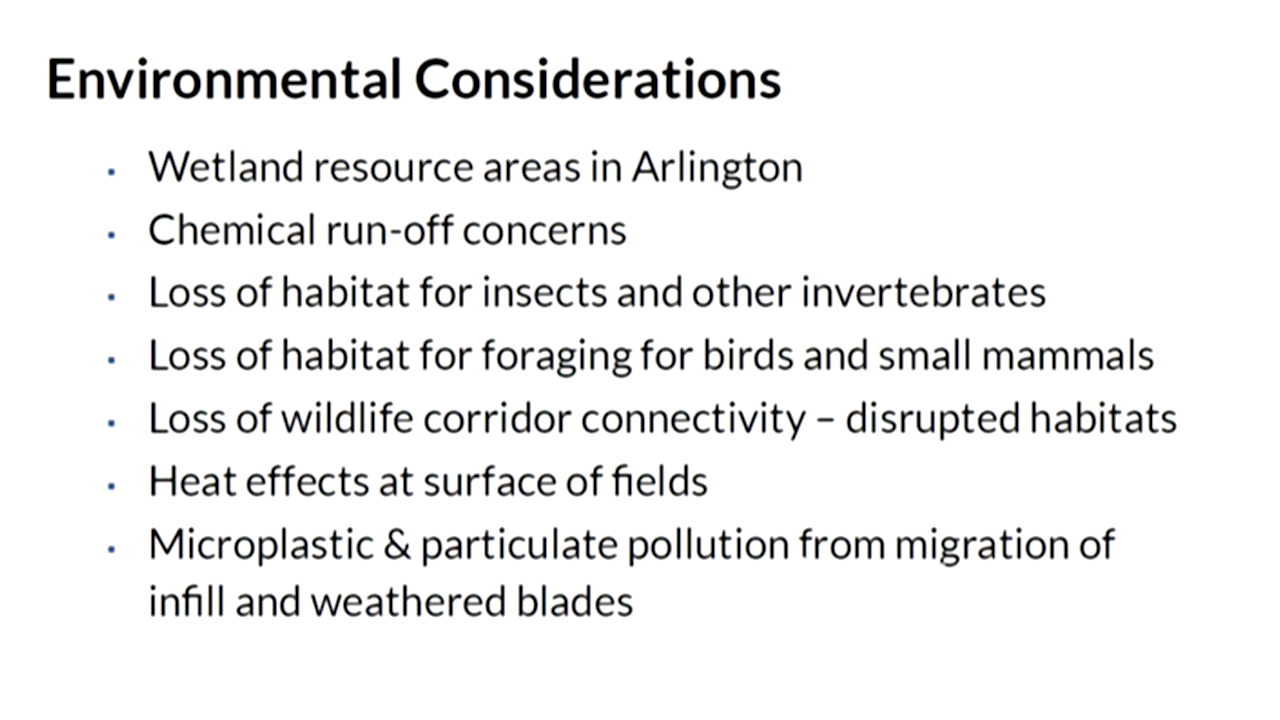 Environmental Considerations
· Wetland resource areas in Arlington
· Chemical run-off concerns
· Loss of habitat for insects and other invertebrates
· Loss of habitat for foraging for birds and small mammals
· Loss of wildlife corridor connectivity – disrupted habitats
· Heat effects at surface of fields
· Microplastic & particulate pollution from migration of
infill and weathered blades